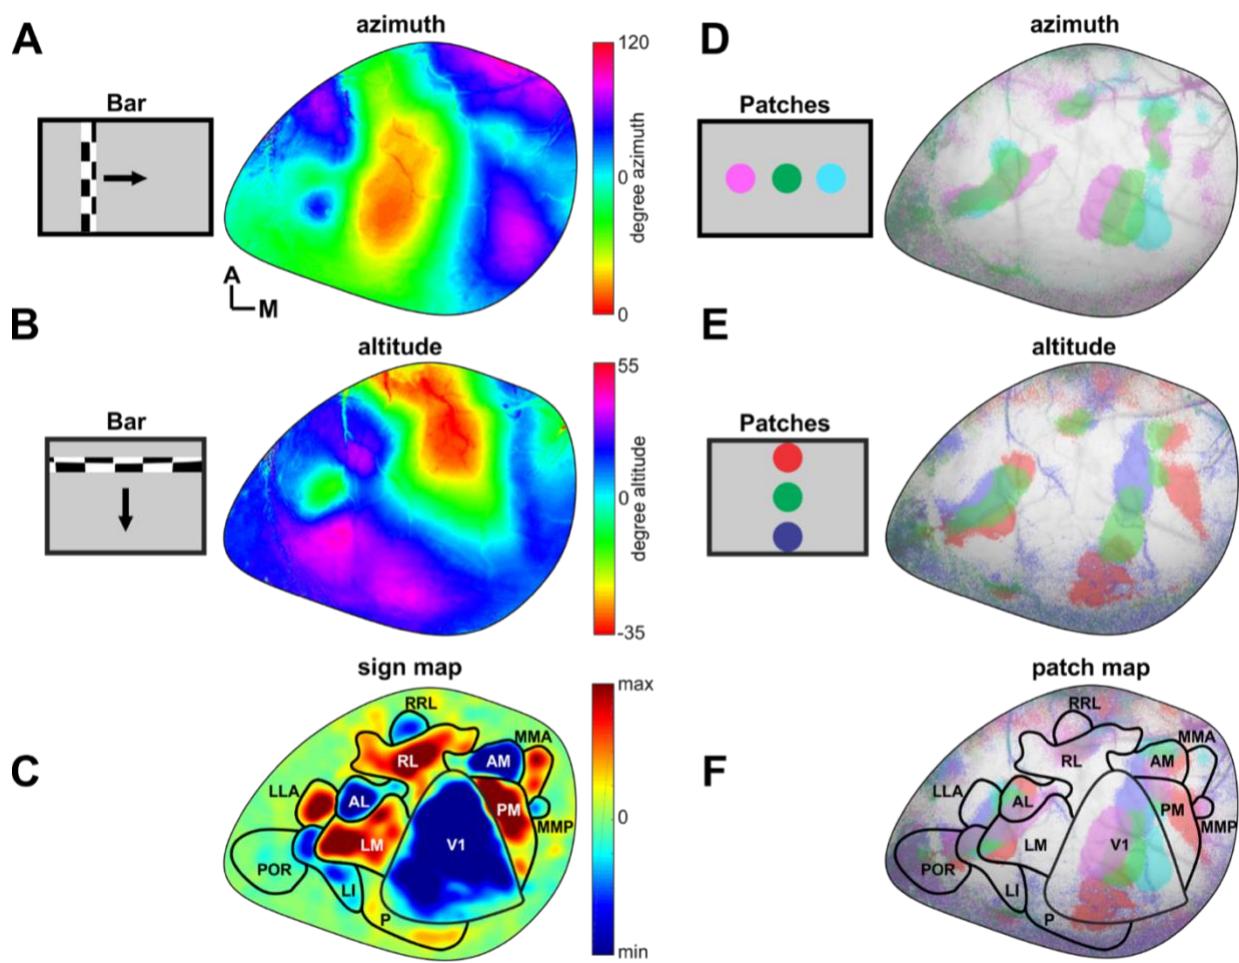 A
azimuth
Bar
120
0
0
degree azimuth
A
M
B
altitude
Bar
55
0
-35
degree altitude
C
sign map
max
0
min
RRL
RL
AM
MMA
LLA
AL
PM
MMP
LM
V1
POR
LI
P
D
azimuth
Patches
E
altitude
Patches
F
patch map
RRL
RL
AM
MMA
LLA
AL
PM
MMP
LM
V1
POR
LI
P